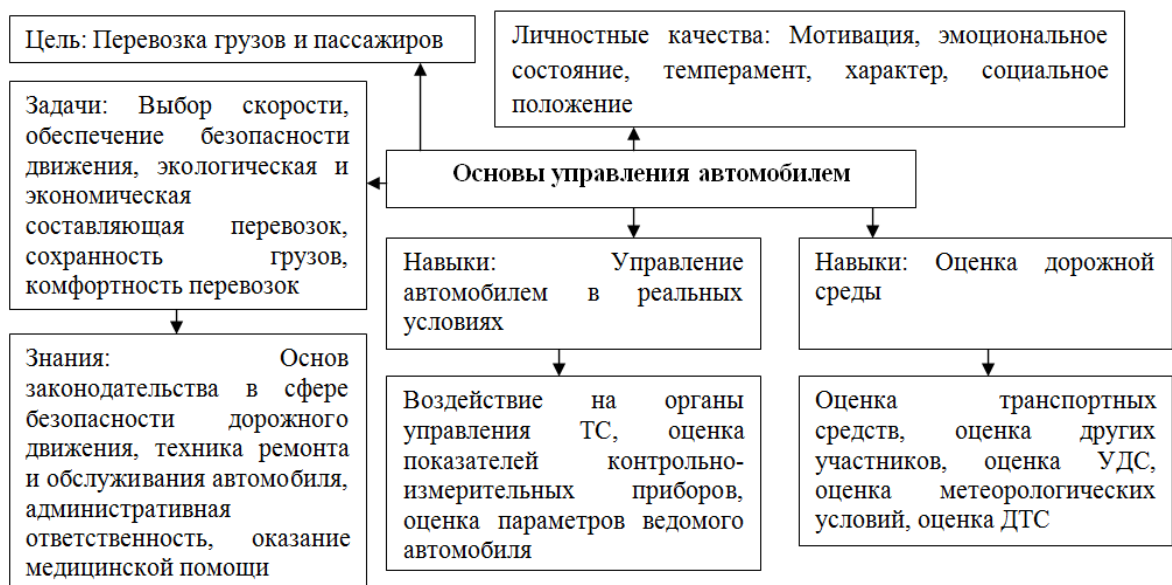 Цель: Перевозка грузов и пассажиров
Личностные качества: Мотивация, эмоциональное
состояние, темперамент, характер, социальное
положение
Задачи: Выбор скорости,
обеспечение безопасности
движения, экологическая и
экономическая
составляющая перевозок,
сохранность грузов,
комфортность перевозок
Основы управления автомобилем
Навыки: Управление
автомобилем в реальных
условиях
Навыки: Оценка дорожной
среды
Знания: Основ
законодательства в сфере
безопасности дорожного
движения, техника ремонта
и обслуживания автомобиля,
административная
ответственность, оказание
медицинской помощи
Воздействие на органы
управления ТС, оценка
показателей контрольно-
измерительных приборов,
оценка параметров ведомого
автомобиля
Оценка транспортных
средств, оценка других
участников, оценка УДС,
оценка метеорологических
условий, оценка ДТС